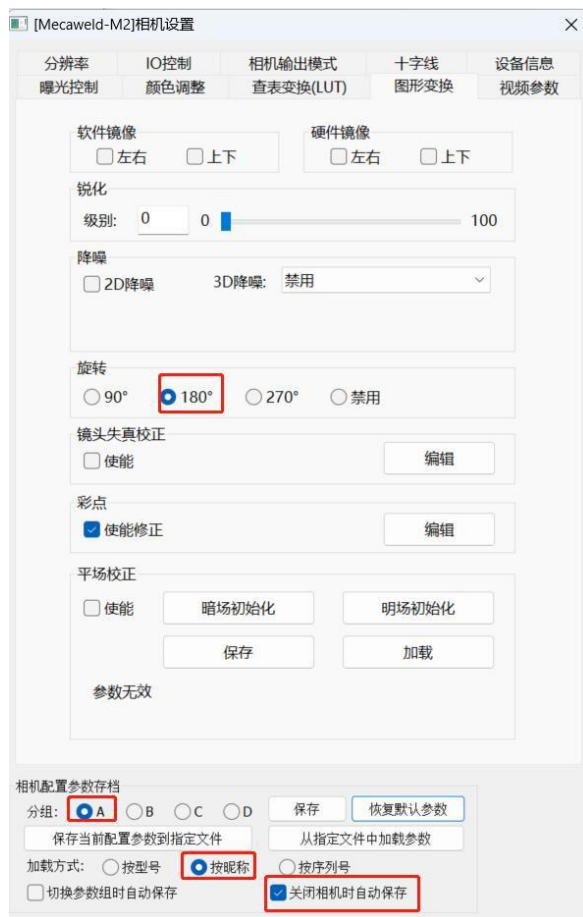 [Mecaweld-M2]相机设置
分辨率 IO控制 相机输出模式 十字线 设备信息
曝光控制 颜色调整 查表变换(LUT) 图形变换 视频参数
软件镜像 硬件镜像
左右 上下 左右 上下
锐化
级别: 0 0 100
降噪
2D降噪 3D降噪: 禁用
旋转
90° 180° 270° 禁用
镜头失真校正
使能 编辑
彩点
使能修正 编辑
平场校正
使能 暗场初始化 明场初始化
保存 加载
参数无效
相机配置参数存档
分组: A B C D 保存 恢复默认参数
保存当前配置参数到指定文件 从指定文件中加载参数
加载方式: 按型号 按昵称 按序列号
切换参数组时自动保存 关闭相机时自动保存